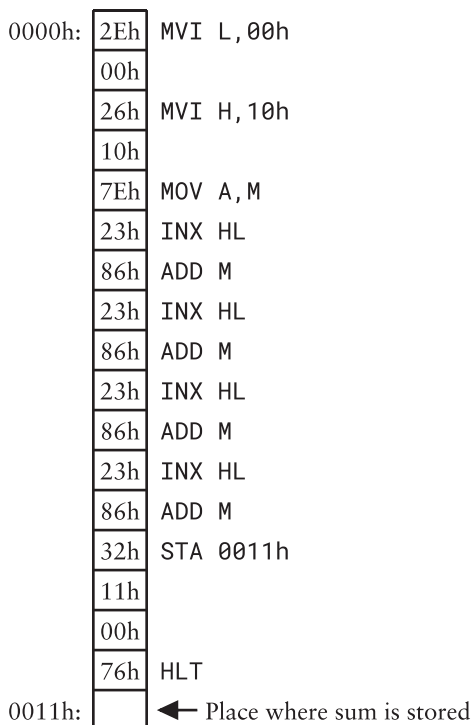 0000h: 2Eh MVI L,00h
00h
26h MVI H,10h
10h
7Eh MOV A,M
23h INX HL
86h ADD M
23h INX HL
86h ADD M
23h INX HL
86h ADD M
23h INX HL
86h ADD M
32h STA 0011h
11h
00h
76h HLT
0011h: Place where sum is stored